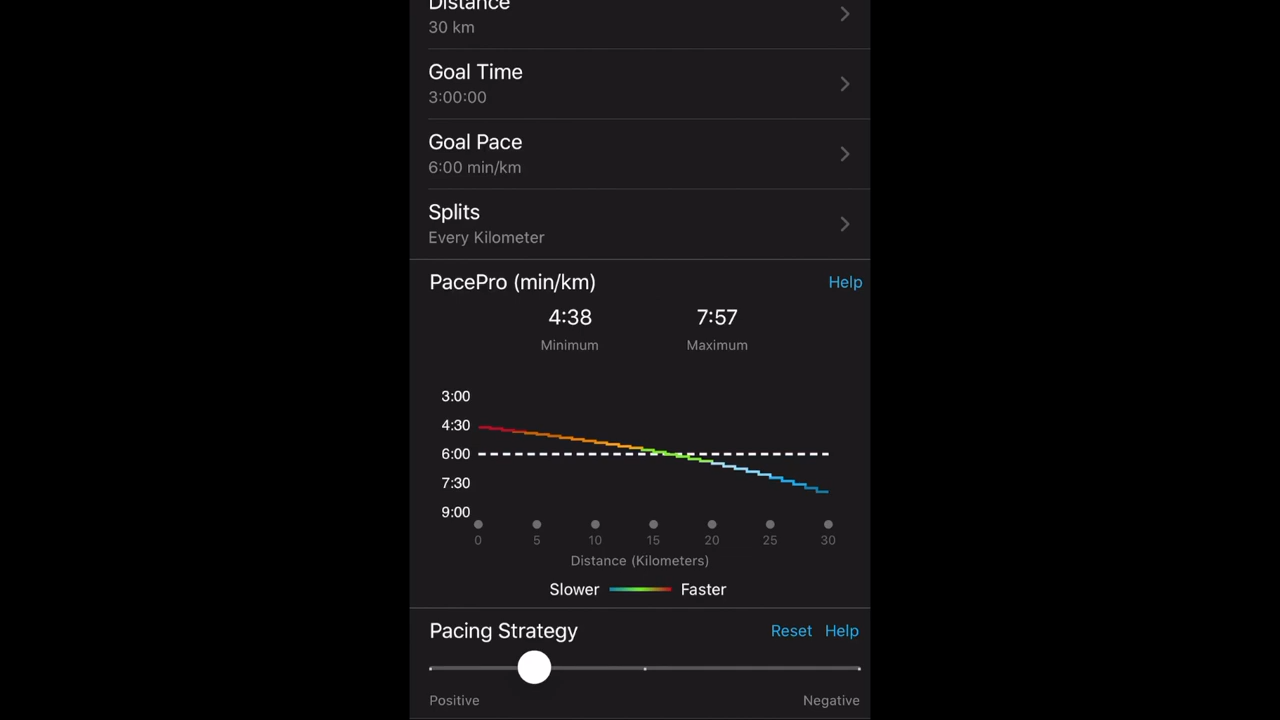 Distance
30 km
Goal Time
3:00:00
Goal Pace
6:00 min/km
Splits
Every Kilometer
PacePro (min/km) Help
4:38 7:57
Minimum Maximum
3:00
4:30
6:00
7:30
9:00
0 5 10 15 20 25 30
Distance (Kilometers)
Slower Faster
Pacing Strategy Reset Help
Positive Negative